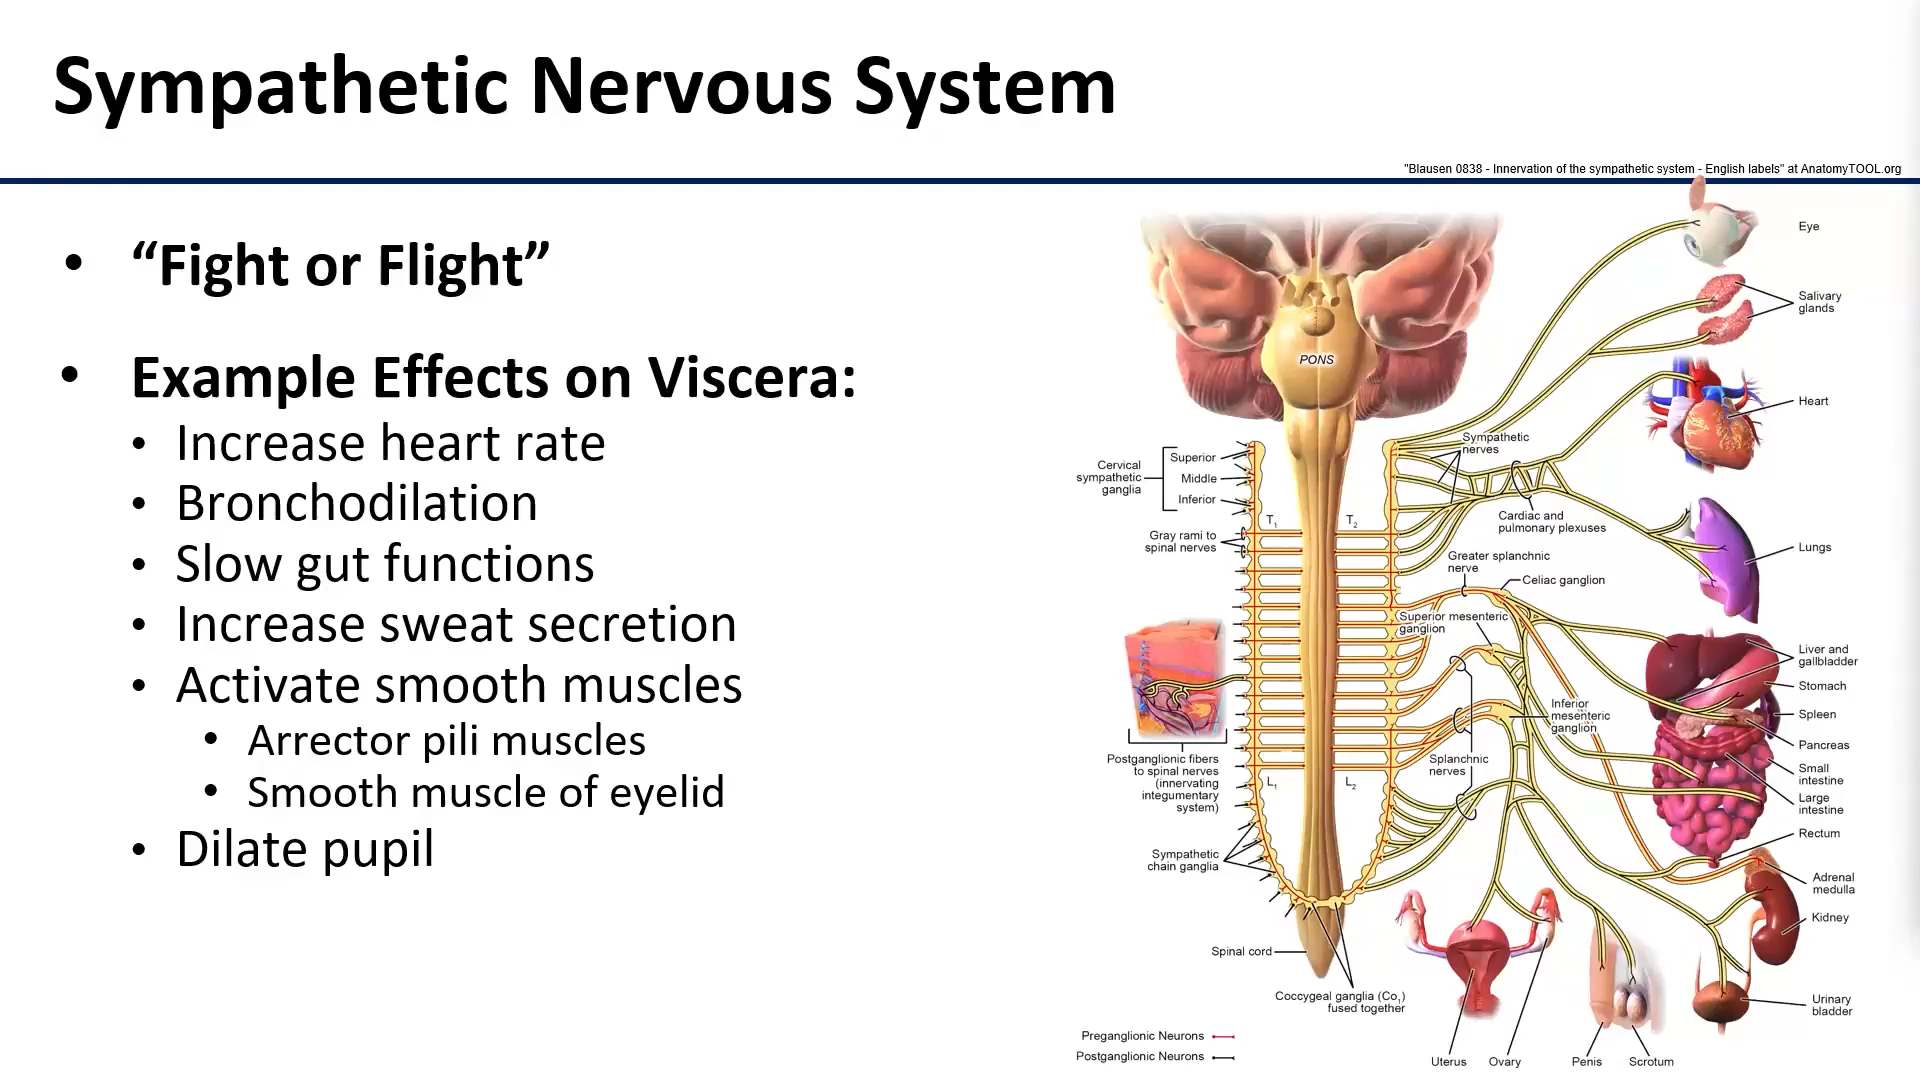 Sympathetic Nervous System
"Blausen 0838 - Innervation of the sympathetic system - English labels" at AnatomyTOOL.org
• “Fight or Flight”
• Example Effects on Viscera:
• Increase heart rate
• Bronchodilation
• Slow gut functions
• Increase sweat secretion
• Activate smooth muscles
• Arrector pili muscles
• Smooth muscle of eyelid
• Dilate pupil
PONS
Cervical
sympathetic
ganglia
Superior
Middle
Inferior
Gray rami to
spinal nerves
T₁
T₂
Postganglionic fibers
to spinal nerves
(innervating
integumentary
system)
L₁
L₂
Sympathetic
chain ganglia
Spinal cord
Coccygeal ganglia (Co₁)
fused together
Preganglionic Neurons
Postganglionic Neurons
Sympathetic
nerves
Cardiac and
pulmonary plexuses
Greater splanchnic
nerve
Celiac ganglion
Superior mesenteric
ganglion
Inferior
mesenteric
ganglion
Splanchnic
nerves
Eye
Salivary
glands
Heart
Lungs
Liver and
gallbladder
Stomach
Spleen
Pancreas
Small
intestine
Large
intestine
Rectum
Adrenal
medulla
Kidney
Urinary
bladder
Uterus
Ovary
Penis
Scrotum